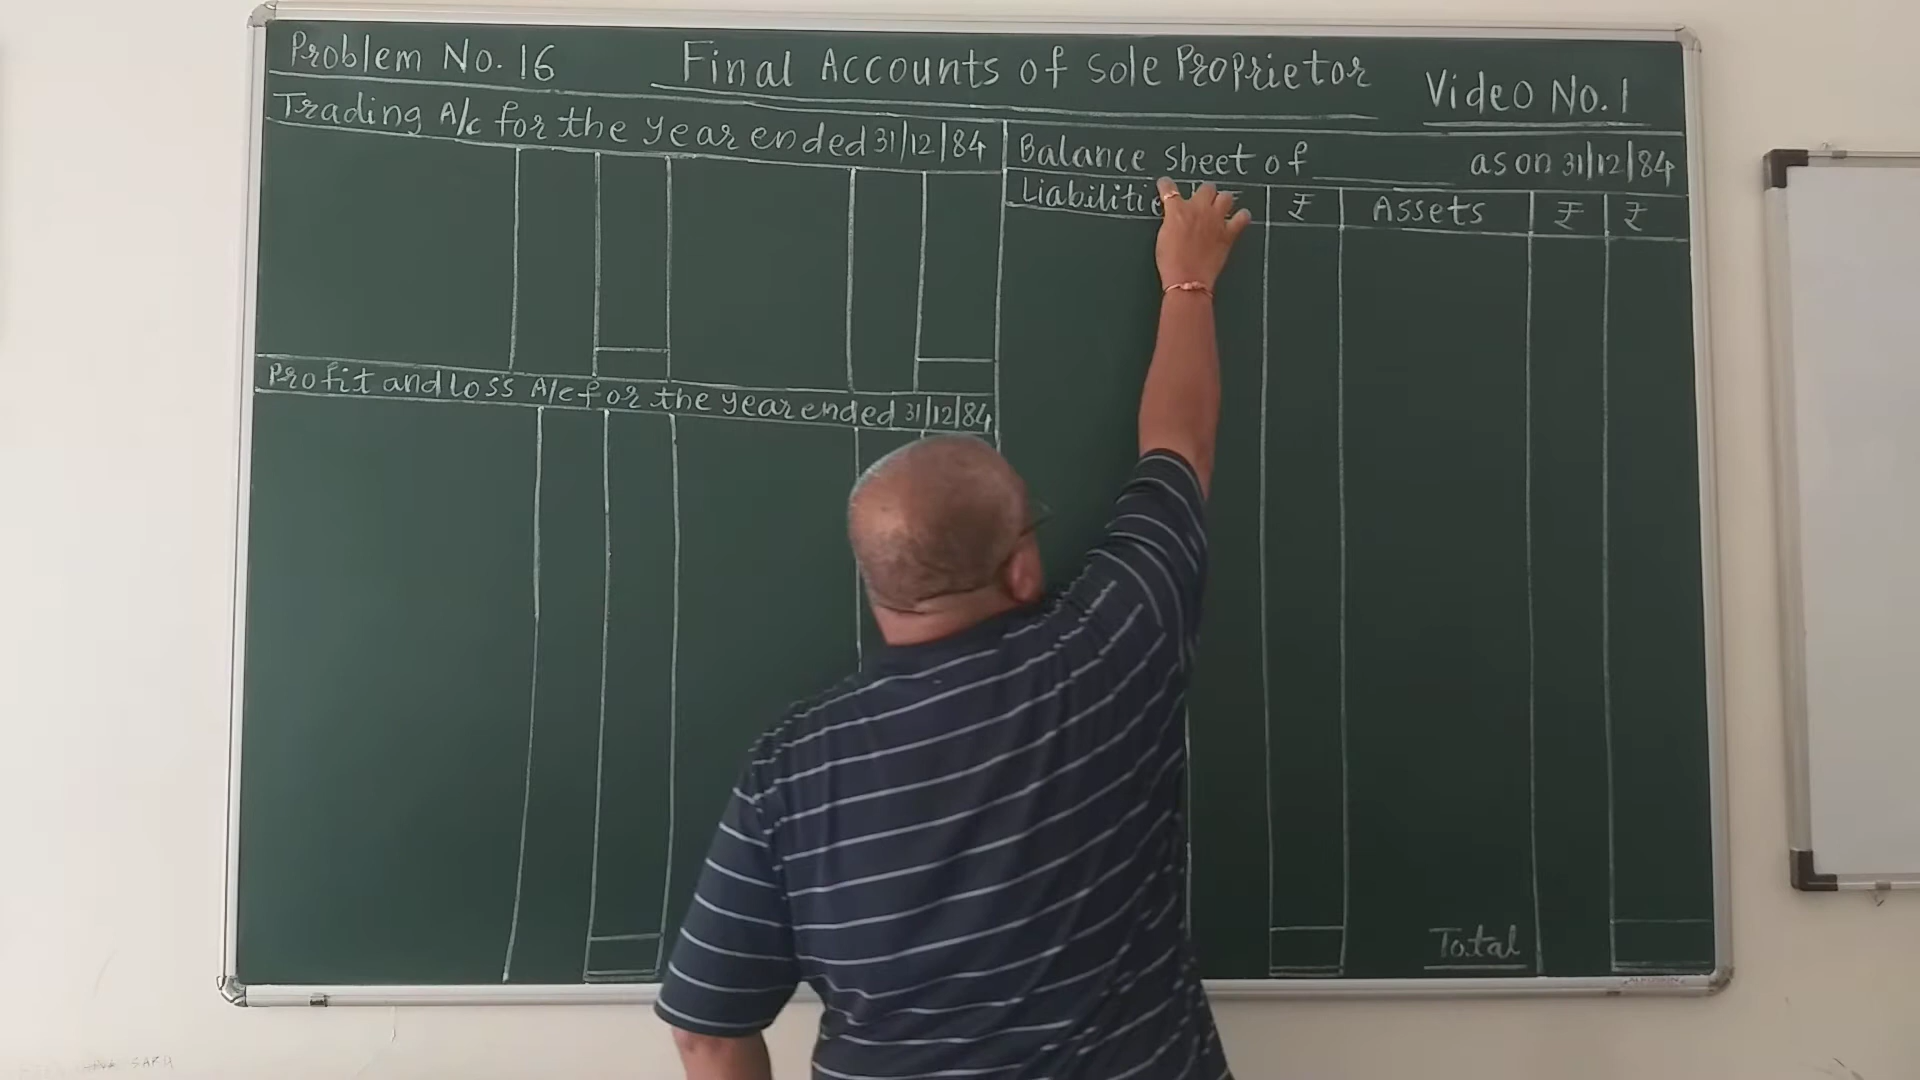 Problem No. 16
Final Accounts of Sole Proprietor
Video No. 1
Trading A/c for the year ended 31/12/84
Balance sheet of ______ as on 31/12/84
₹ Assets ₹ ₹
Profit and loss A/c for the year ended 31/12/84
Total